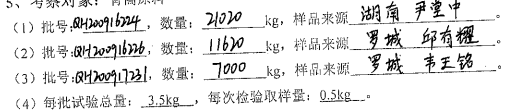 5、考察对象：青蒿原料
（1）批号:QH200916224，数量：21020 kg，样品来源 湖南 尹堂中。
（2）批号:QH200916226，数量：11620 kg，样品来源 罗城 邱有耀。
（3）批号:QH200917231，数量：7000 kg，样品来源 罗城 韦王铭。
（4）每批试验总量：3.5kg，每次检验取样量：0.5kg。